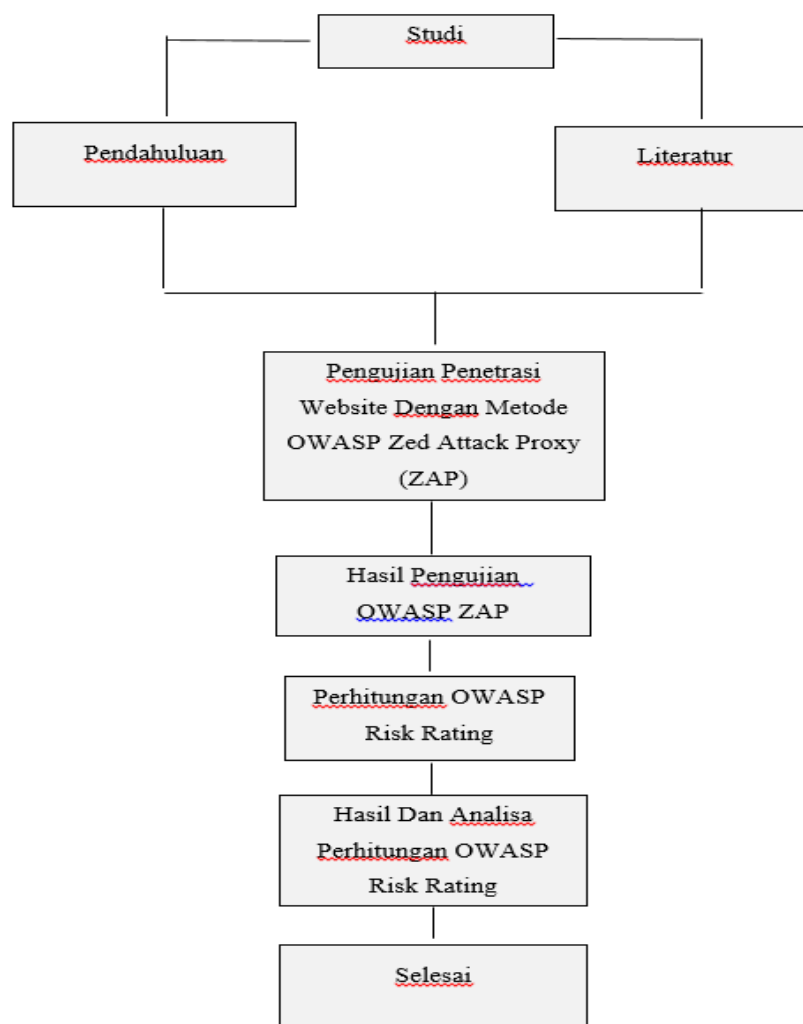 Studi
Pendahuluan
Literatur
Pengujian Penetrasi
Website Dengan Metode
OWASP Zed Attack Proxy
(ZAP)
Hasil Pengujian
OWASP ZAP
Perhitungan OWASP
Risk Rating
Hasil Dan Analisa
Perhitungan OWASP
Risk Rating
Selesai